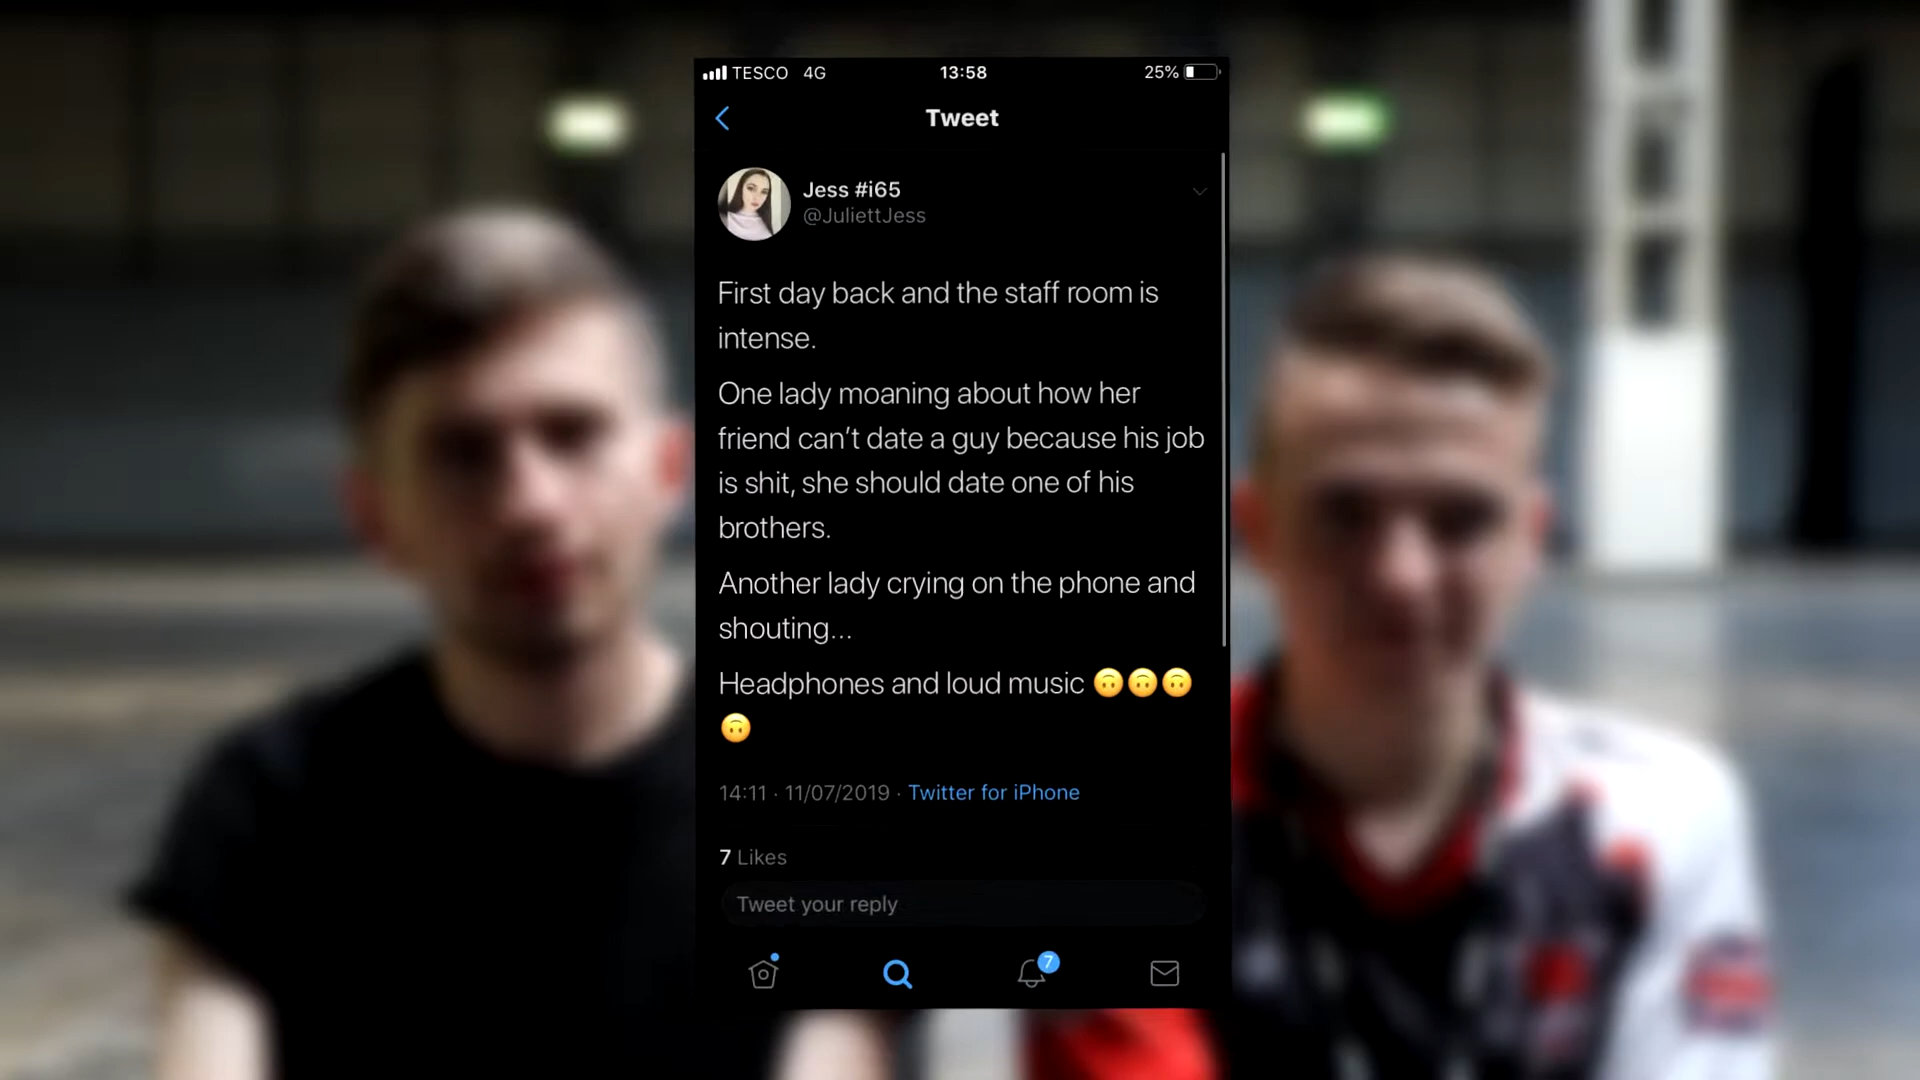 TESCO 4G 13:58 25%
Tweet
Jess #i65
@JuliettJess
First day back and the staff room is
intense.
One lady moaning about how her
friend can’t date a guy because his job
is shit, she should date one of his
brothers.
Another lady crying on the phone and
shouting...
Headphones and loud music 🙃🙃🙃
🙃
14:11 · 11/07/2019 · Twitter for iPhone
7 Likes
Tweet your reply
7